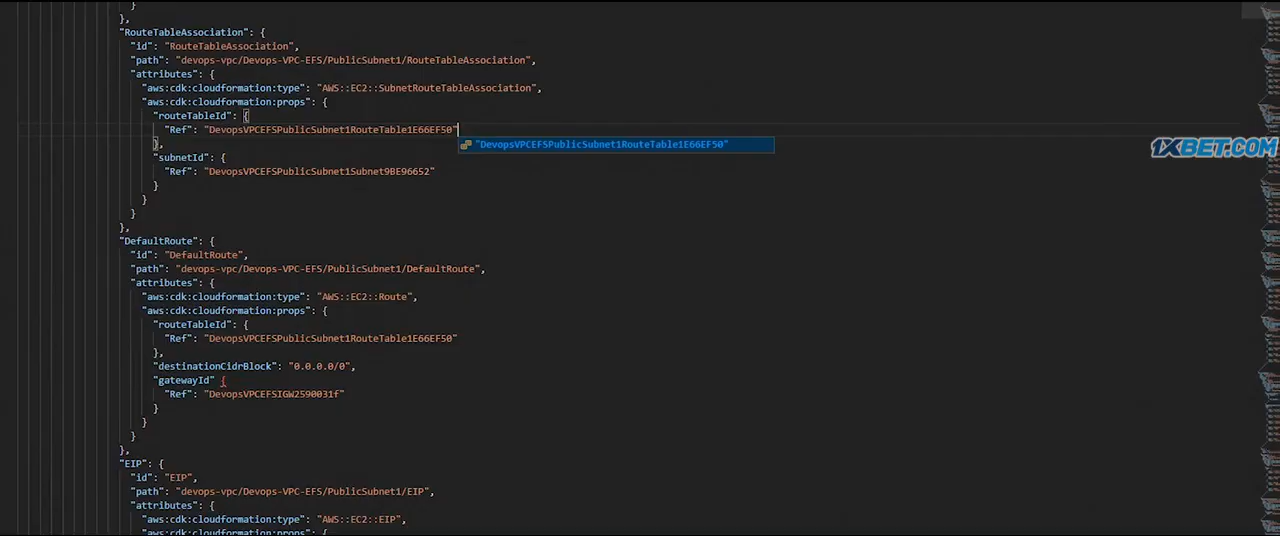 }
},
"RouteTableAssociation": {
"id": "RouteTableAssociation",
"path": "devops-vpc/Devops-VPC-EFS/PublicSubnet1/RouteTableAssociation",
"attributes": {
"aws:cdk:cloudformation:type": "AWS::EC2::SubnetRouteTableAssociation",
"aws:cdk:cloudformation:props": {
"routeTableId": {
"Ref": "DevopsVPCEFSPublicSubnet1RouteTable1E66EF50"
"DevopsVPCEFSPublicSubnet1RouteTable1E66EF50"
},
1XBET.COM
"subnetId": {
"Ref": "DevopsVPCEFSPublicSubnet1Subnet9BE96652"
}
}
}
},
"DefaultRoute": {
"id": "DefaultRoute",
"path": "devops-vpc/Devops-VPC-EFS/PublicSubnet1/DefaultRoute",
"attributes": {
"aws:cdk:cloudformation:type": "AWS::EC2::Route",
"aws:cdk:cloudformation:props": {
"routeTableId": {
"Ref": "DevopsVPCEFSPublicSubnet1RouteTable1E66EF50"
},
"destinationCidrBlock": "0.0.0.0/0",
"gatewayId" {
"Ref": "DevopsVPCEFSIGW2590031f"
}
}
}
},
"EIP": {
"id": "EIP",
"path": "devops-vpc/Devops-VPC-EFS/PublicSubnet1/EIP",
"attributes": {
"aws:cdk:cloudformation:type": "AWS::EC2::EIP",
"aws:cdk:cloudformation:props": {